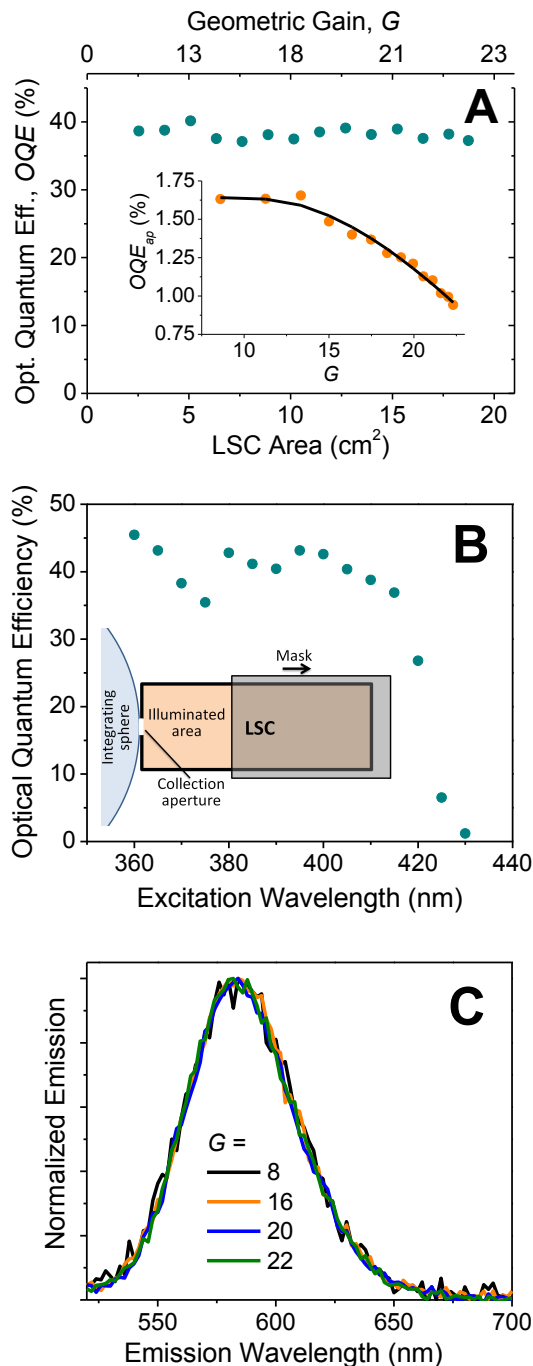 Geometric Gain, G
0 13 18 21 23
A
Opt. Quantum Eff., OQE (%)
50
40
30
20
10
0
OQEap (%)
1.75
1.50
1.25
1.00
0.75
10 15 20
G
0 5 10 15 20
LSC Area (cm²)
B
Optical Quantum Efficiency (%)
50
40
30
20
10
0
Mask
Integrating
sphere
Illuminated
area
LSC
Collection
aperture
360 380 400 420 440
Excitation Wavelength (nm)
C
Normalized Emission
G =
8
16
20
22
550 600 650 700
Emission Wavelength (nm)